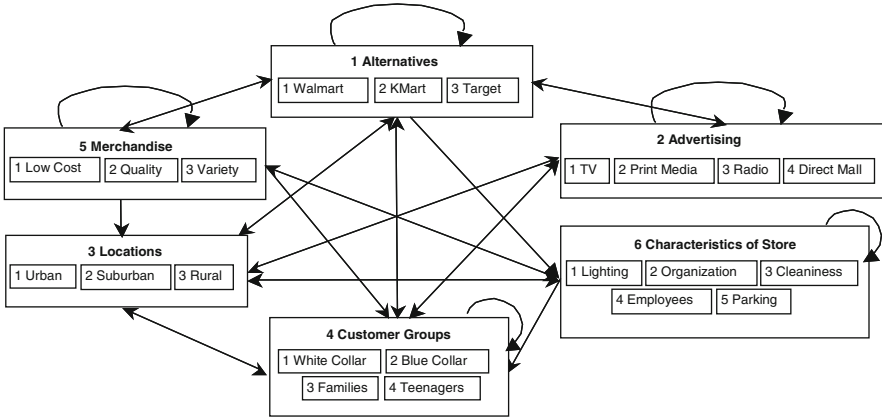 1 Alternatives
1 Walmart 2 KMart 3 Target
5 Merchandise
1 Low Cost 2 Quality 3 Variety
2 Advertising
1 TV 2 Print Media 3 Radio 4 Direct Mall
3 Locations
1 Urban 2 Suburban 3 Rural
6 Characteristics of Store
1 Lighting 2 Organization 3 Cleaniness
4 Employees 5 Parking
4 Customer Groups
1 White Collar 2 Blue Collar
3 Families 4 Teenagers